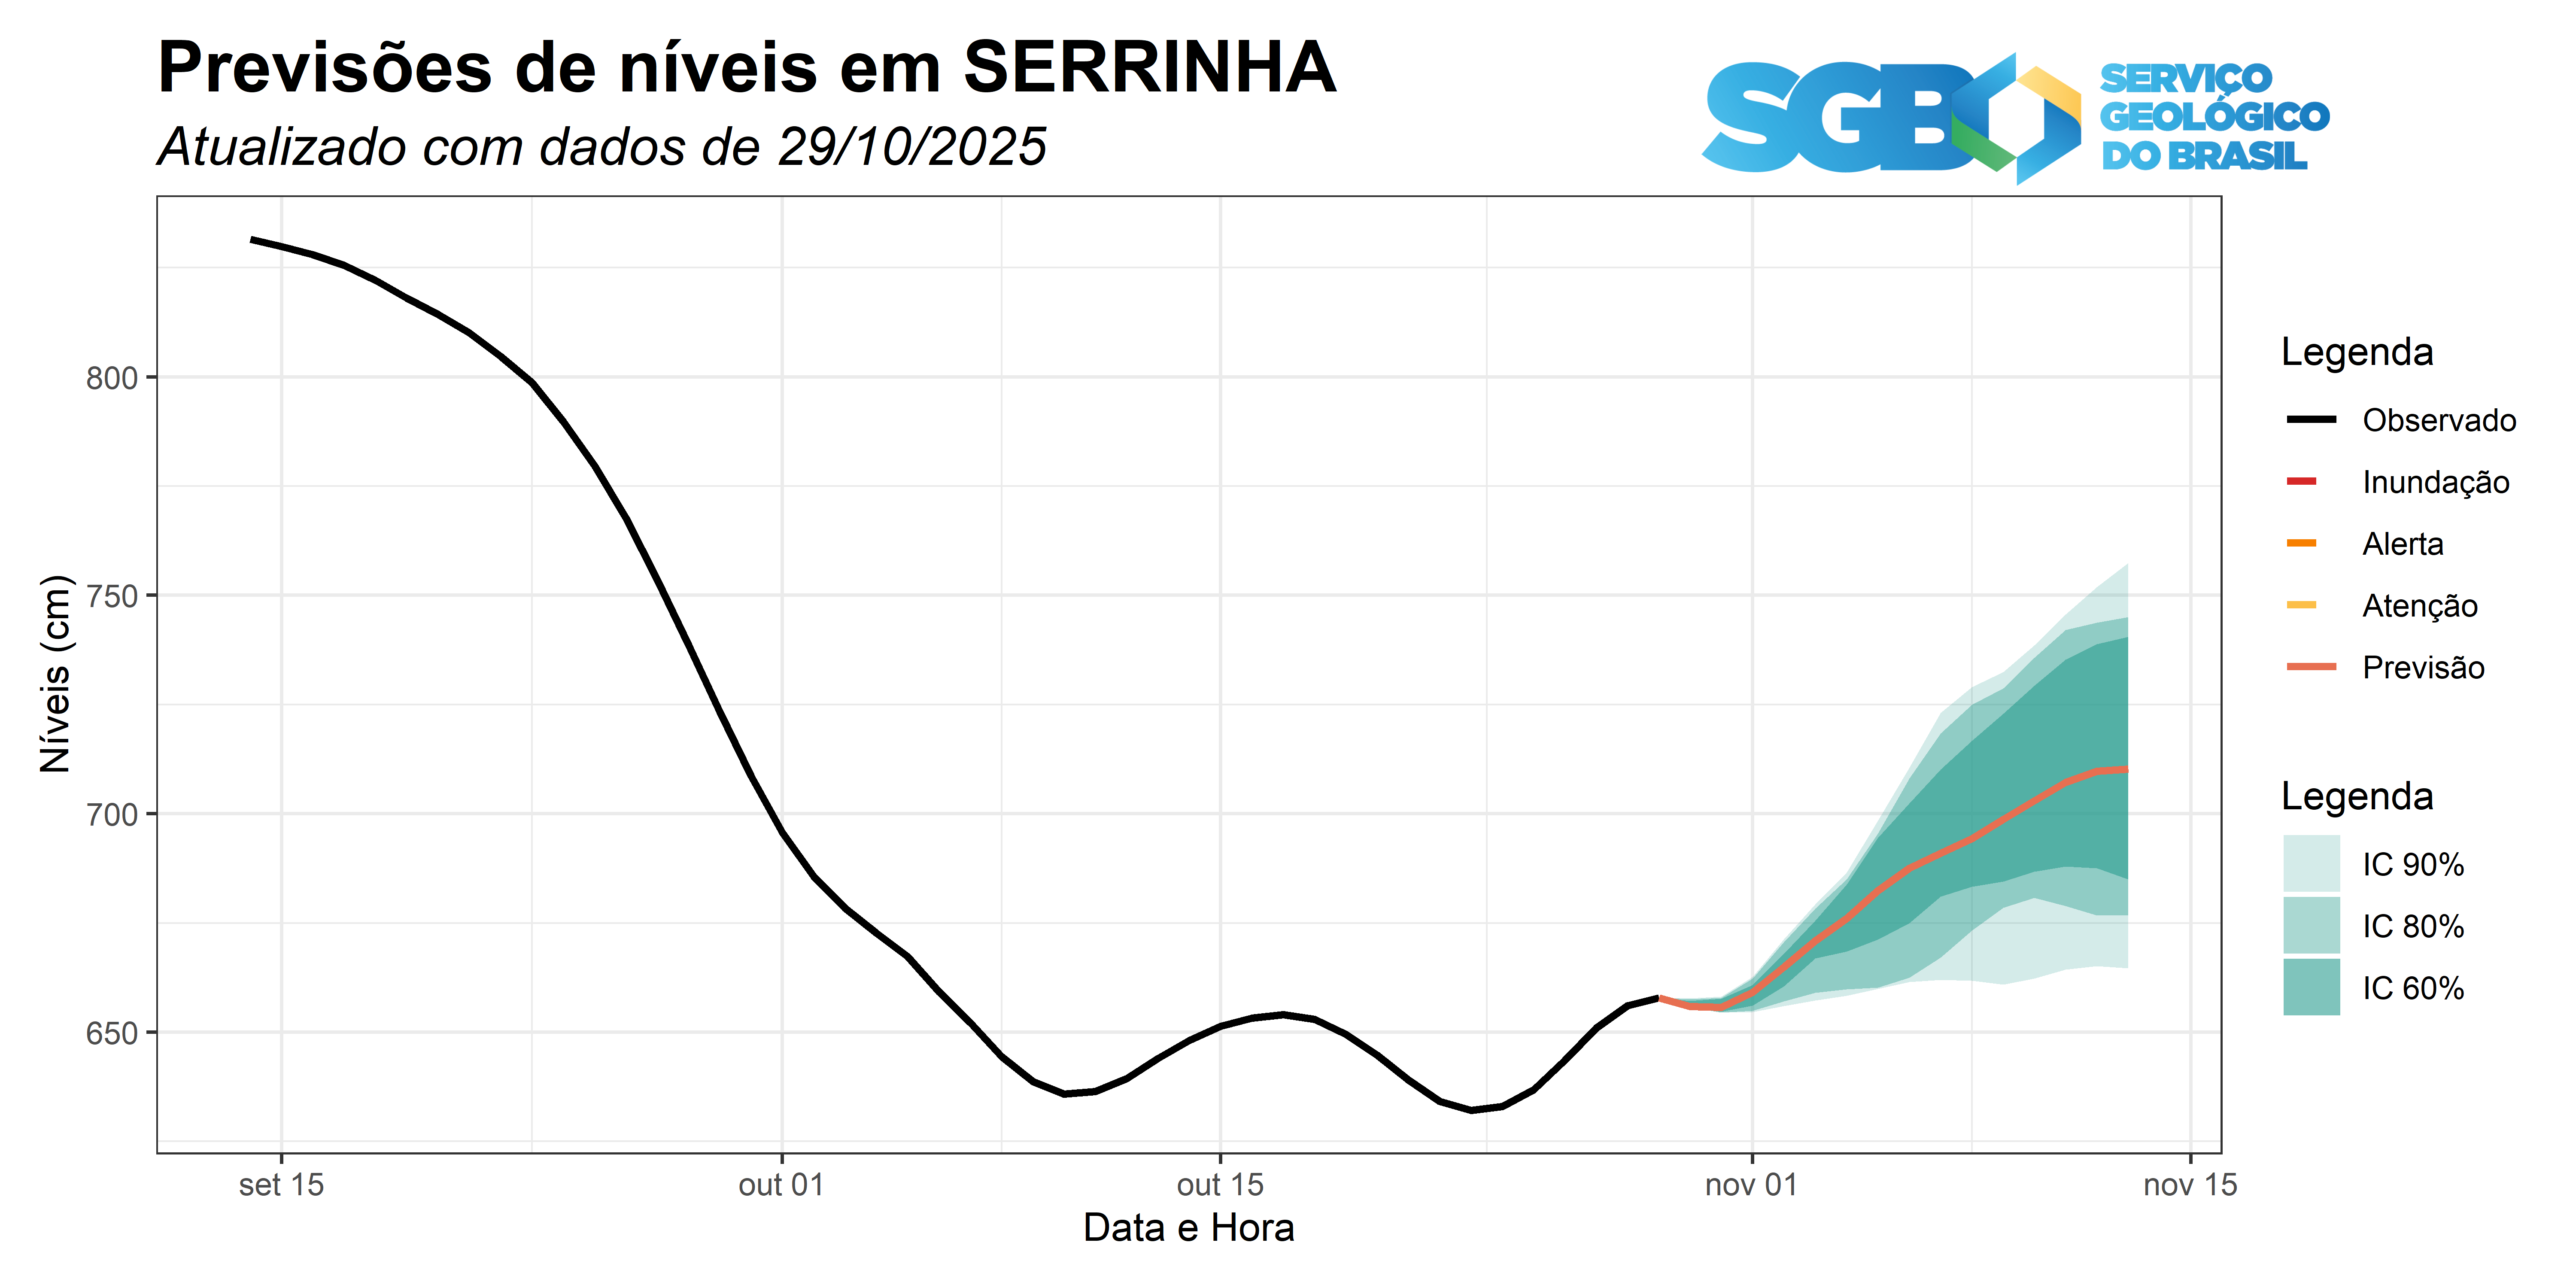 Previsões de níveis em SERRINHA
Atualizado com dados de 29/10/2025
SGB
SERVIÇO
GEOLÓGICO
DO BRASIL
Níveis (cm)
800
750
700
650
set 15
out 01
out 15
nov 01
nov 15
Data e Hora
Legenda
Observado
Inundação
Alerta
Atenção
Previsão
Legenda
IC 90%
IC 80%
IC 60%